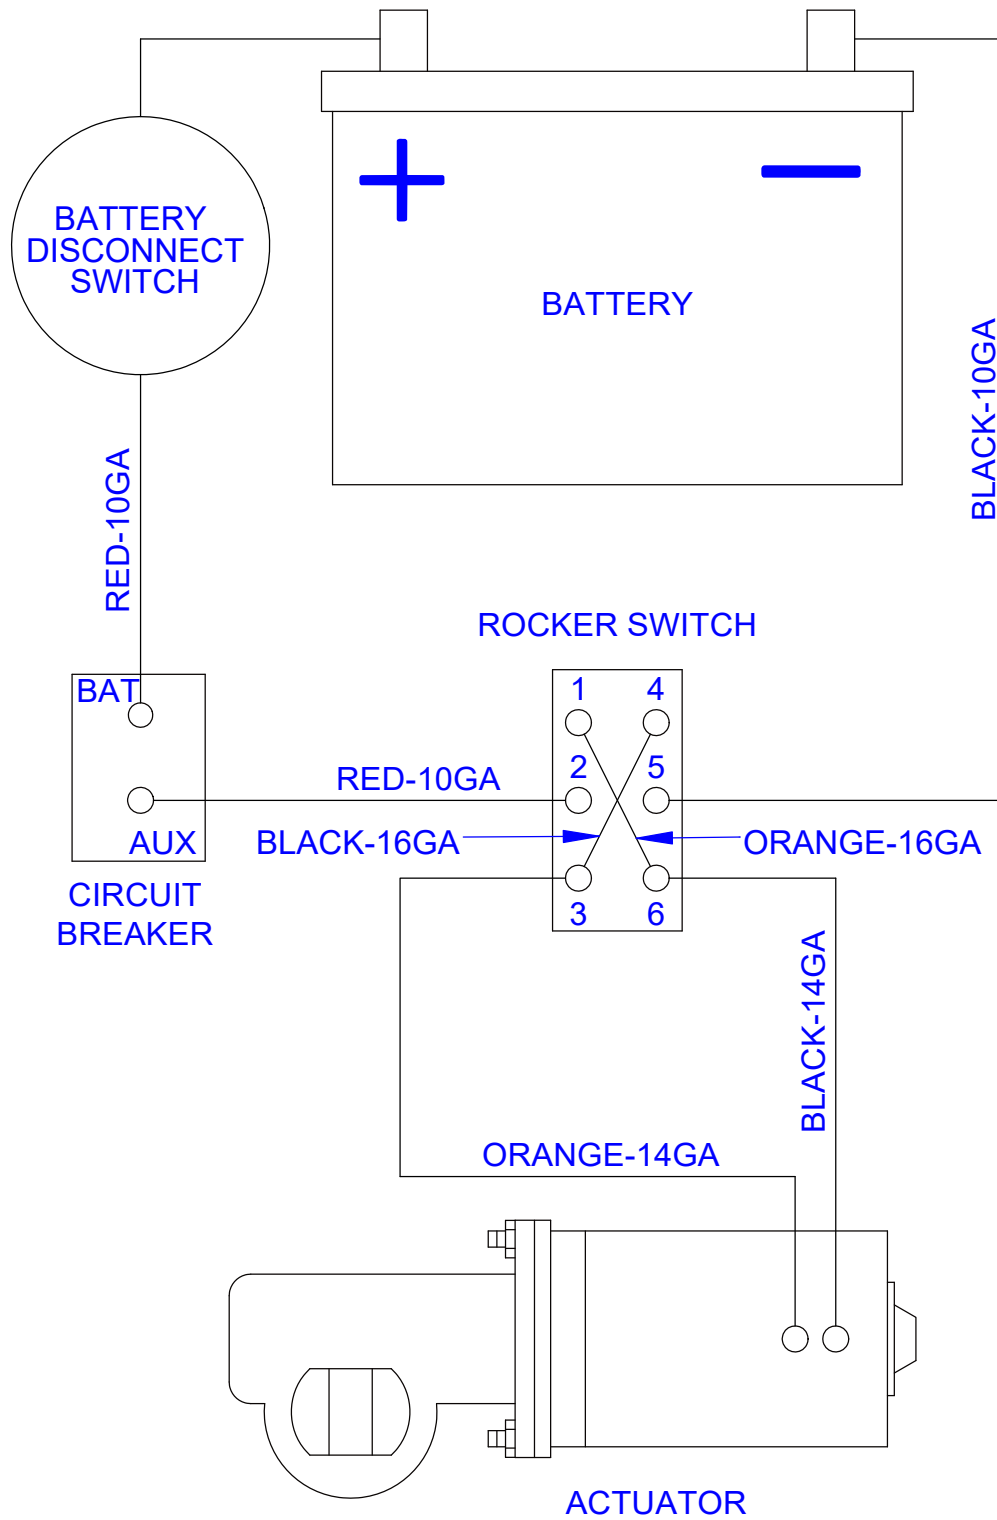 BATTERY
DISCONNECT
SWITCH
BATTERY
BLACK-10GA
RED-10GA
ROCKER SWITCH
BAT
1
4
2
5
RED-10GA
BLACK-16GA
ORANGE-16GA
AUX
CIRCUIT
BREAKER
3
6
BLACK-14GA
ORANGE-14GA
ACTUATOR